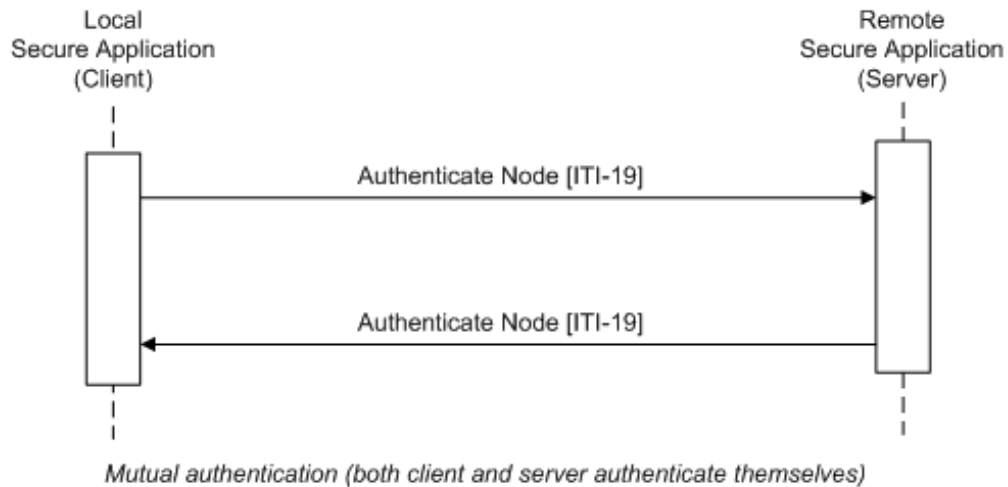 Local
Secure Application
(Client)
Remote
Secure Application
(Server)
Authenticate Node [ITI-19]
Authenticate Node [ITI-19]
Mutual authentication (both client and server authenticate themselves)